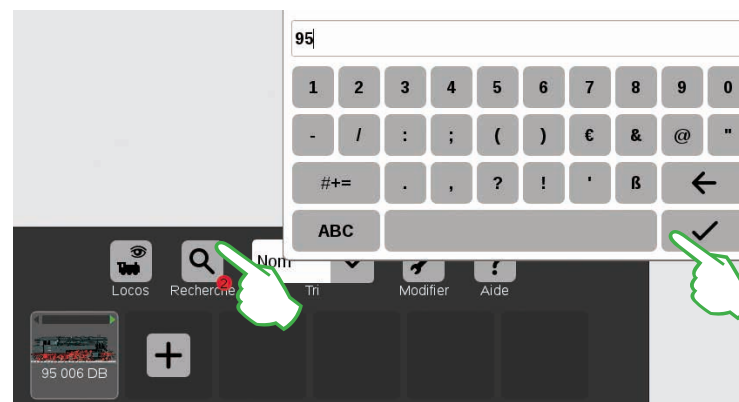 95
1 2 3 4 5 6 7 8 9 0
- / : ; ( ) € & @ "
#+= . , ? ! ' ß ←
ABC ✓
Nom ?
Locos Recherche 2 Tri Modifier Aide
+
95 006 DB